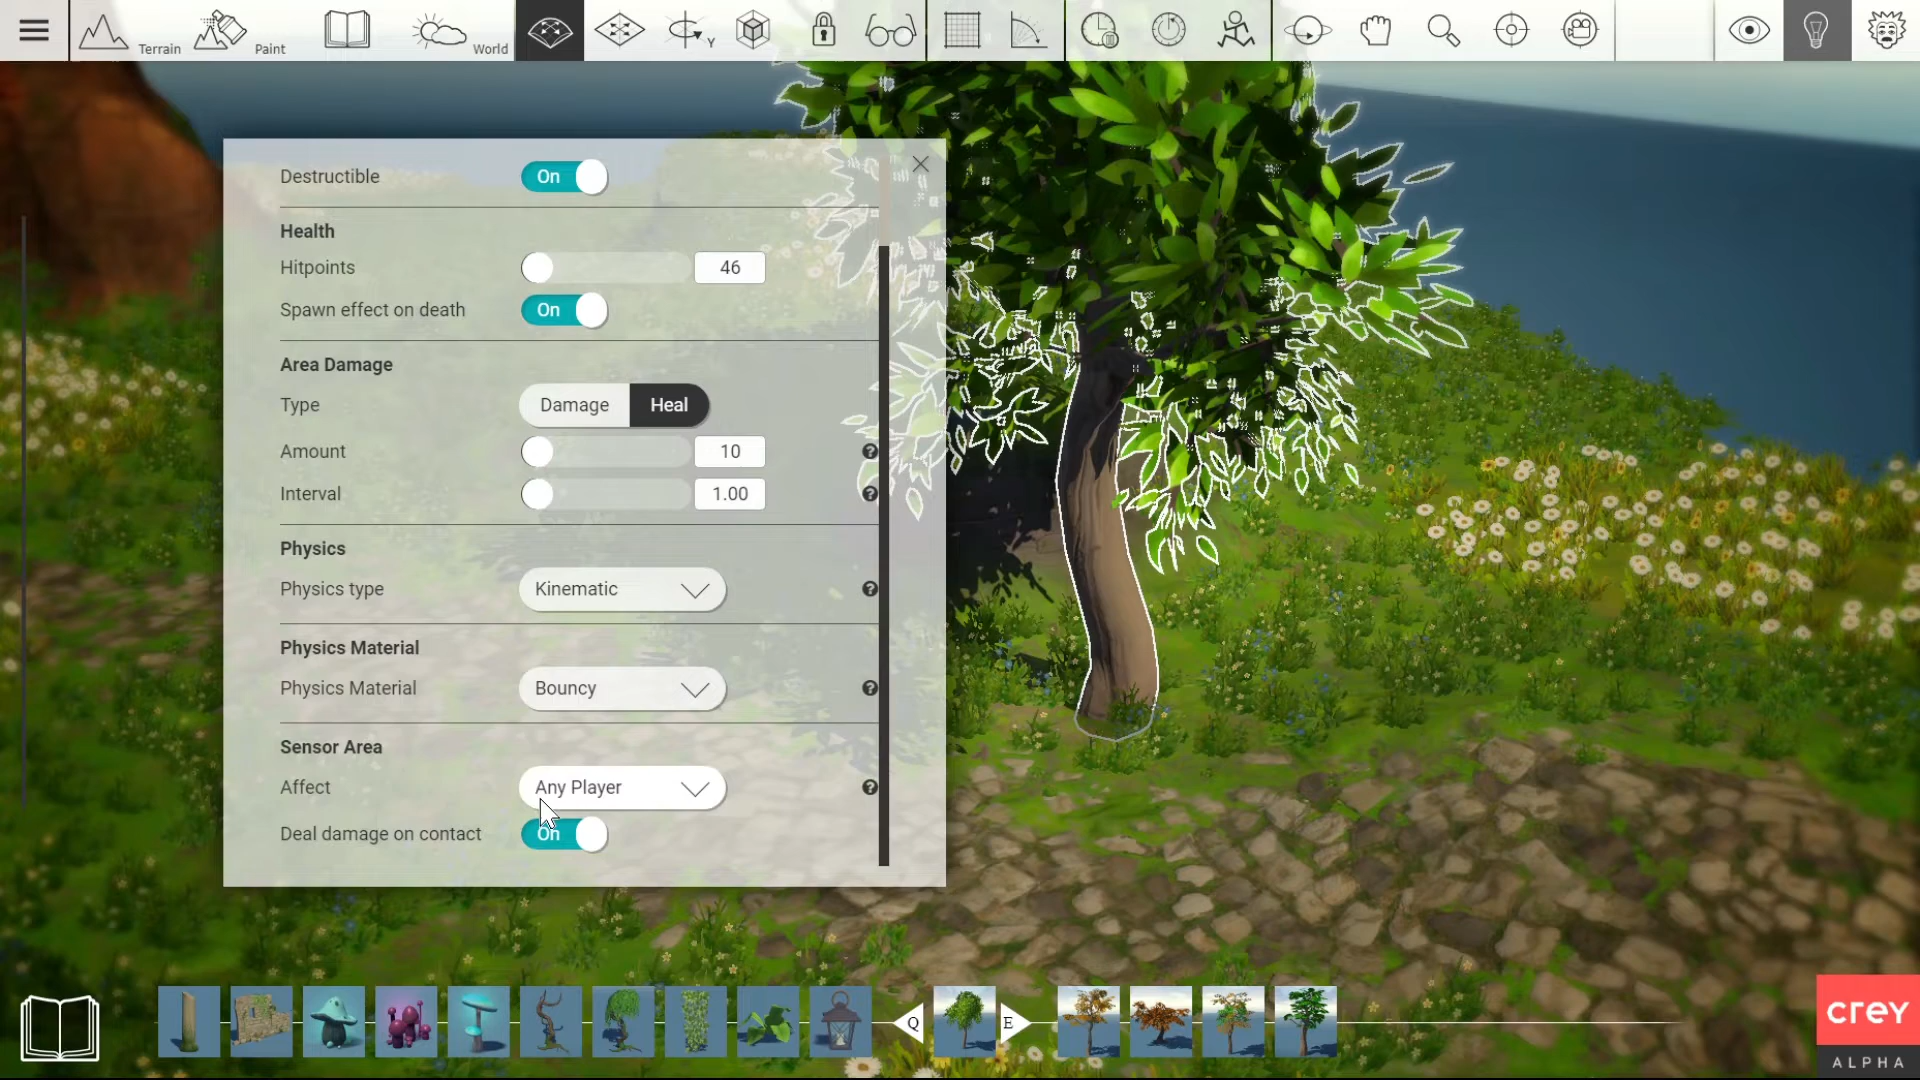 Terrain
Paint
World
Y
Destructible
On
Health
Hitpoints
46
Spawn effect on death
On
Area Damage
Type
Damage
Heal
Amount
10
?
Interval
1.00
?
Physics
Physics type
Kinematic
?
Physics Material
Physics Material
Bouncy
?
Sensor Area
Affect
Any Player
?
Deal damage on contact
On
Q
E
crey
ALPHA